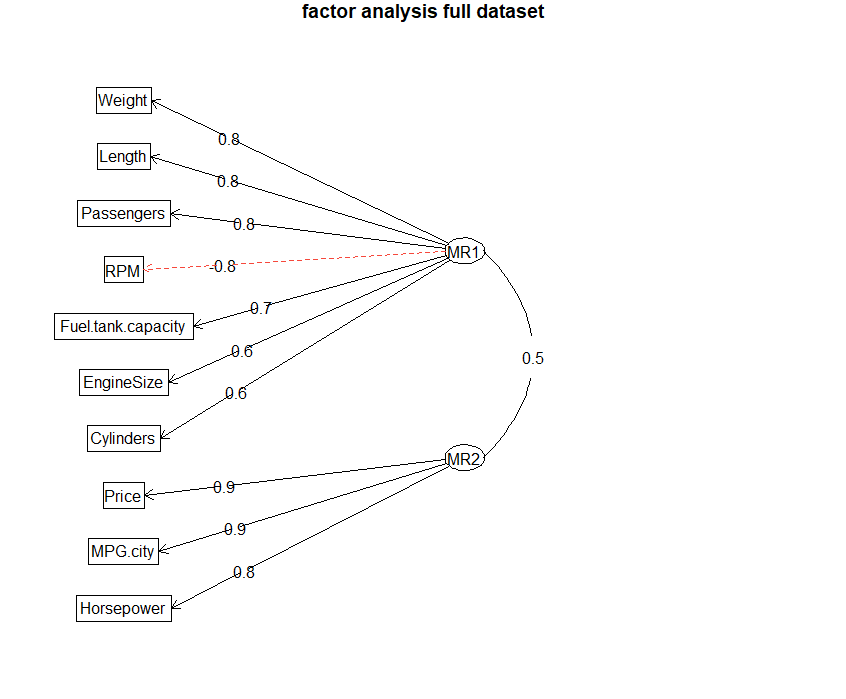 factor analysis full dataset
Weight
0.8
Length
0.8
Passengers
0.8
MR1
RPM
-0.8
Fuel.tank.capacity
0.7
EngineSize
0.6
0.5
Cylinders
0.6
MR2
Price
0.9
MPG.city
0.9
Horsepower
0.8